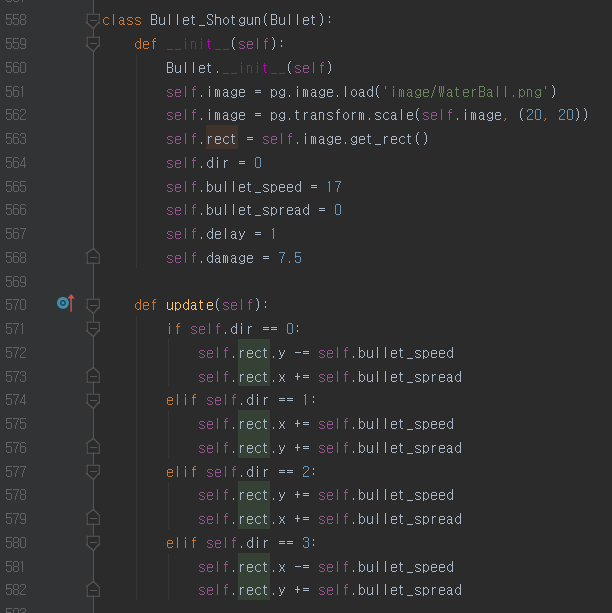 558 class Bullet_Shotgun(Bullet):
559 def __init__(self):
560 Bullet.__init__(self)
561 self.image = pg.image.load('image/WaterBall.png')
562 self.image = pg.transform.scale(self.image, (20, 20))
563 self.rect = self.image.get_rect()
564 self.dir = 0
565 self.bullet_speed = 17
566 self.bullet_spread = 0
567 self.delay = 1
568 self.damage = 7.5
569
570 def update(self):
571 if self.dir == 0:
572 self.rect.y -= self.bullet_speed
573 self.rect.x += self.bullet_spread
574 elif self.dir == 1:
575 self.rect.x += self.bullet_speed
576 self.rect.y += self.bullet_spread
577 elif self.dir == 2:
578 self.rect.y += self.bullet_speed
579 self.rect.x += self.bullet_spread
580 elif self.dir == 3:
581 self.rect.x -= self.bullet_speed
582 self.rect.y += self.bullet_spread